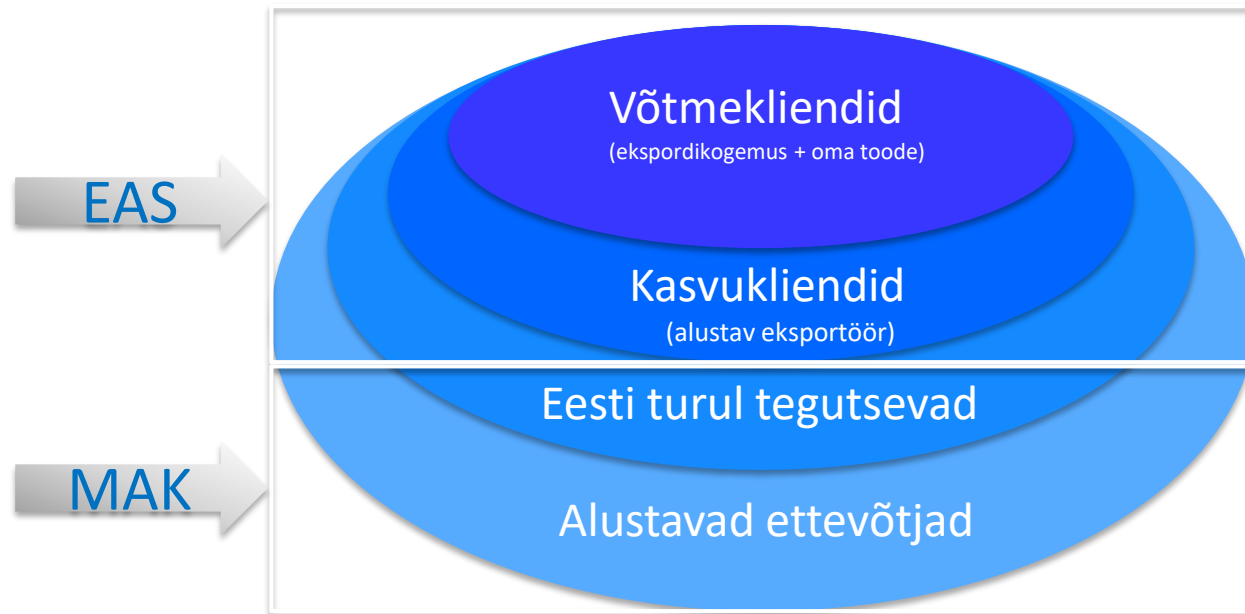 Võtmekliendid
(ekspordikogemus + oma toode)
EAS
Kasvukliendid
(alustav eksportöör)
Eesti turul tegutsevad
MAK
Alustavad ettevõtjad